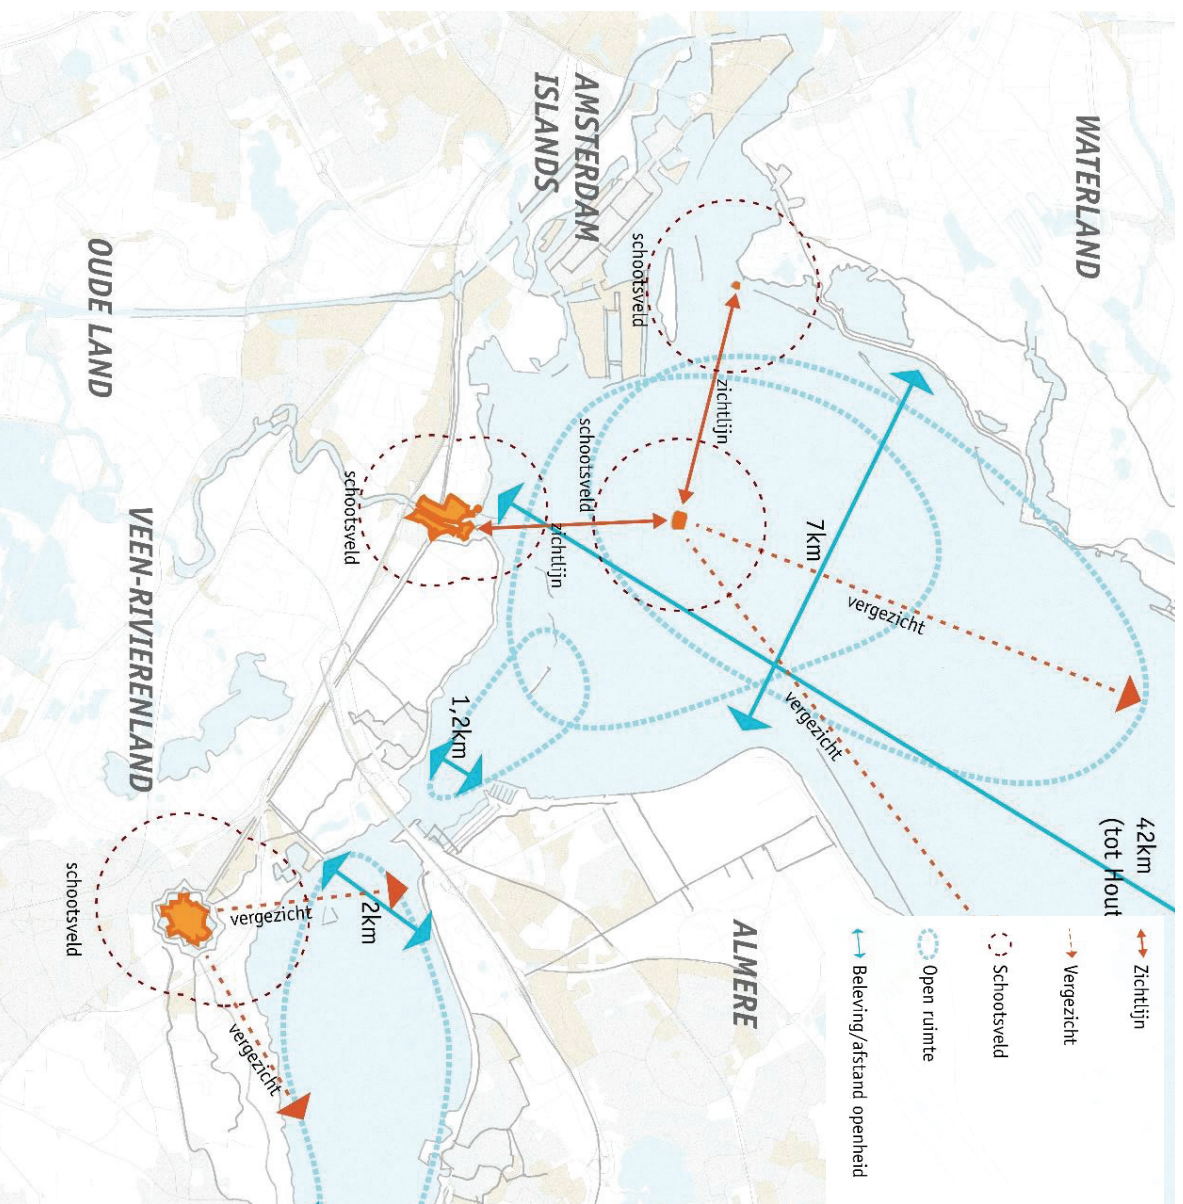 WATERLAND
AMSTERDAM
ISLANDS
OUDE LAND
VEEN-RIVIERENLAND
ALMERE
schootsveld
zichtlijn
schootsveld
zichtlijn
schootsveld
7km
vergezicht
vergezicht
1,2km
42km
(tot Hout
2km
vergezicht
vergezicht
schootsveld
Zichtlijn
Vergezicht
Schootsveld
Open ruimte
Beleving/afstand openheid